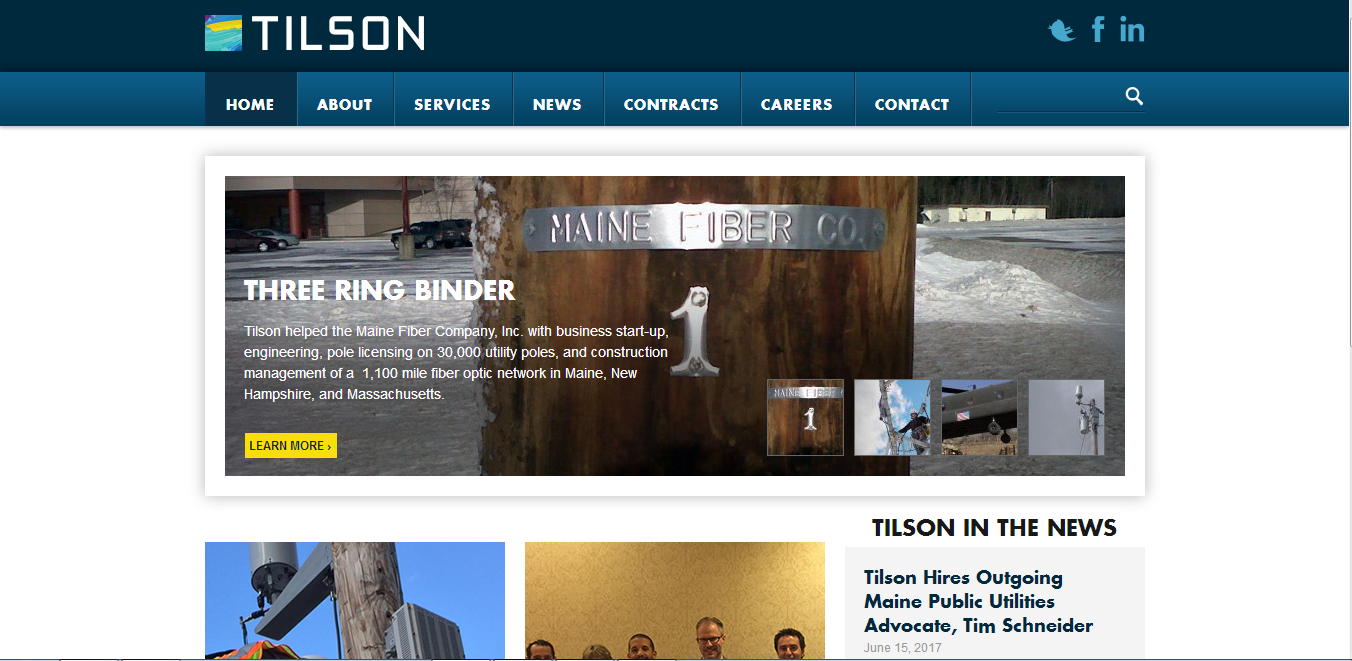 TILSON
HOME
ABOUT
SERVICES
NEWS
CONTRACTS
CAREERS
CONTACT
MAINE FIBER CO.
1
THREE RING BINDER
Tilson helped the Maine Fiber Company, Inc. with business start-up,
engineering, pole licensing on 30,000 utility poles, and construction
management of a 1,100 mile fiber optic network in Maine, New
Hampshire, and Massachusetts.
LEARN MORE ›
MAINE FIBER
1
TILSON IN THE NEWS
Tilson Hires Outgoing
Maine Public Utilities
Advocate, Tim Schneider
June 15, 2017